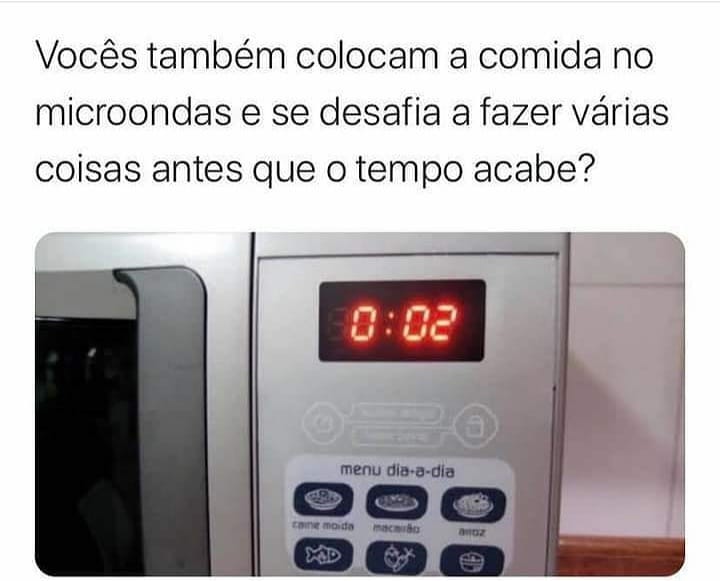 Vocês também colocam a comida no
microondas e se desafia a fazer várias
coisas antes que o tempo acabe?
0:02
menu dia-a-dia
carne moída macarrão arroz